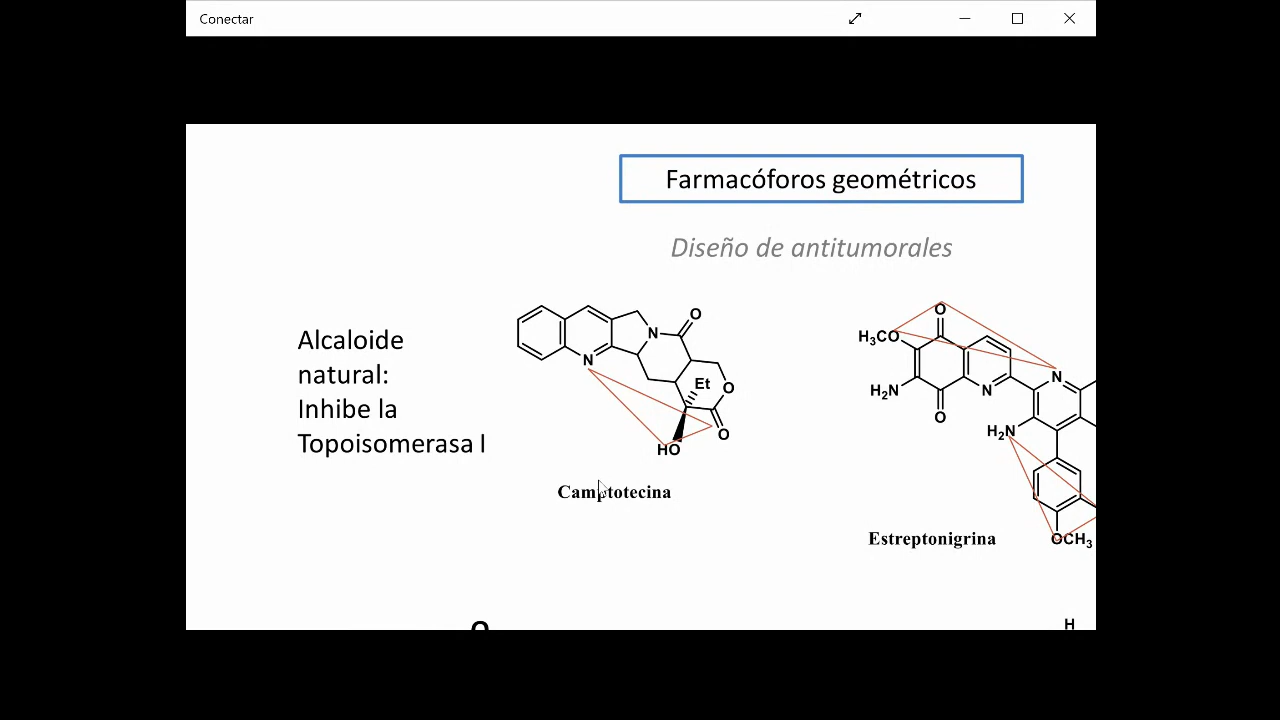 Conectar
Farmacóforos geométricos
Diseño de antitumorales
Alcaloide
natural:
Inhibe la
Topoisomerasa I
O
N
N
Et
O
O
HO
Camptotecina
O
H₃CO
H₂N
O
N
N
H₂N
OCH₃
Estreptonigrina
H